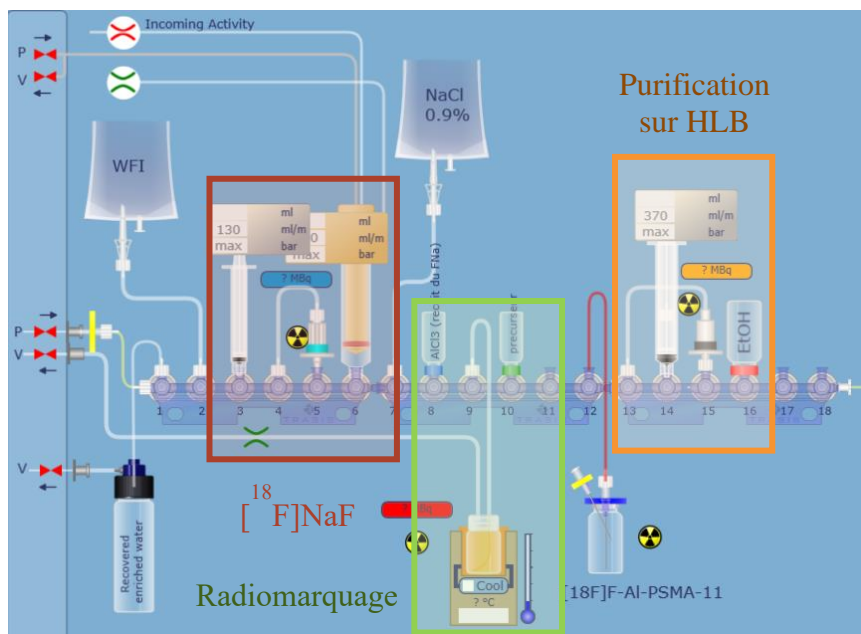 Incoming Activity
P
V
WFI
NaCl
0.9%
Purification
sur HLB
130
max
ml
ml/m
bar
0
ml
ml/m
bar
? MBq
370
max
ml
ml/m
bar
? MBq
AlCl3 (recuit du FNa)
precurseur
EtOH
P
V
1
2
3
4
5
6
7
8
9
10
11
12
13
14
15
16
17
18
V
[18F]NaF
Recovered
enriched water
Radiomarquage
Cool
? °C
[18F]F-Al-PSMA-11